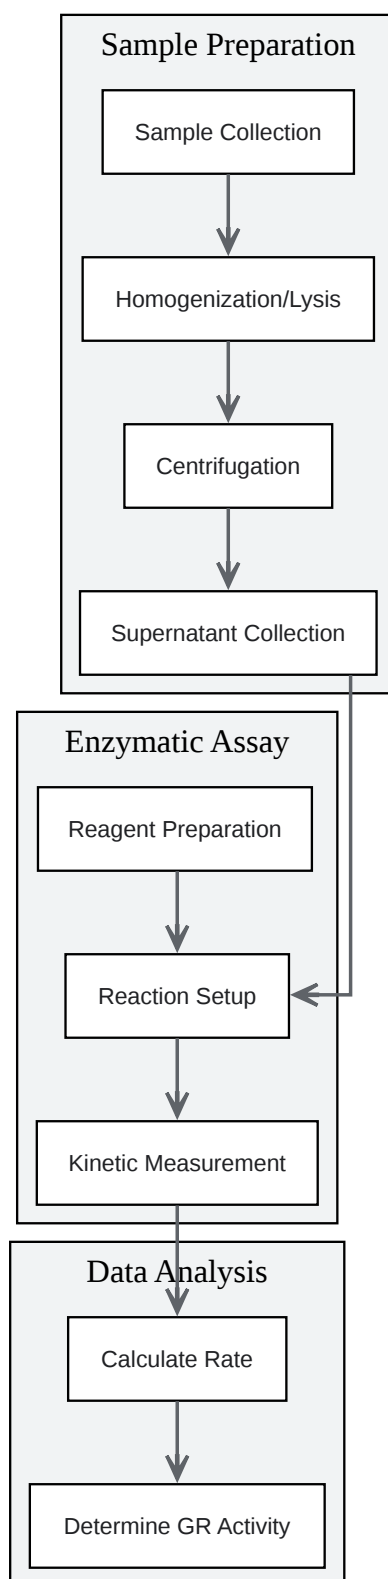 Sample Preparation
Sample Collection
Homogenization/Lysis
Centrifugation
Supernatant Collection
Enzymatic Assay
Reagent Preparation
Reaction Setup
Kinetic Measurement
Data Analysis
Calculate Rate
Determine GR Activity